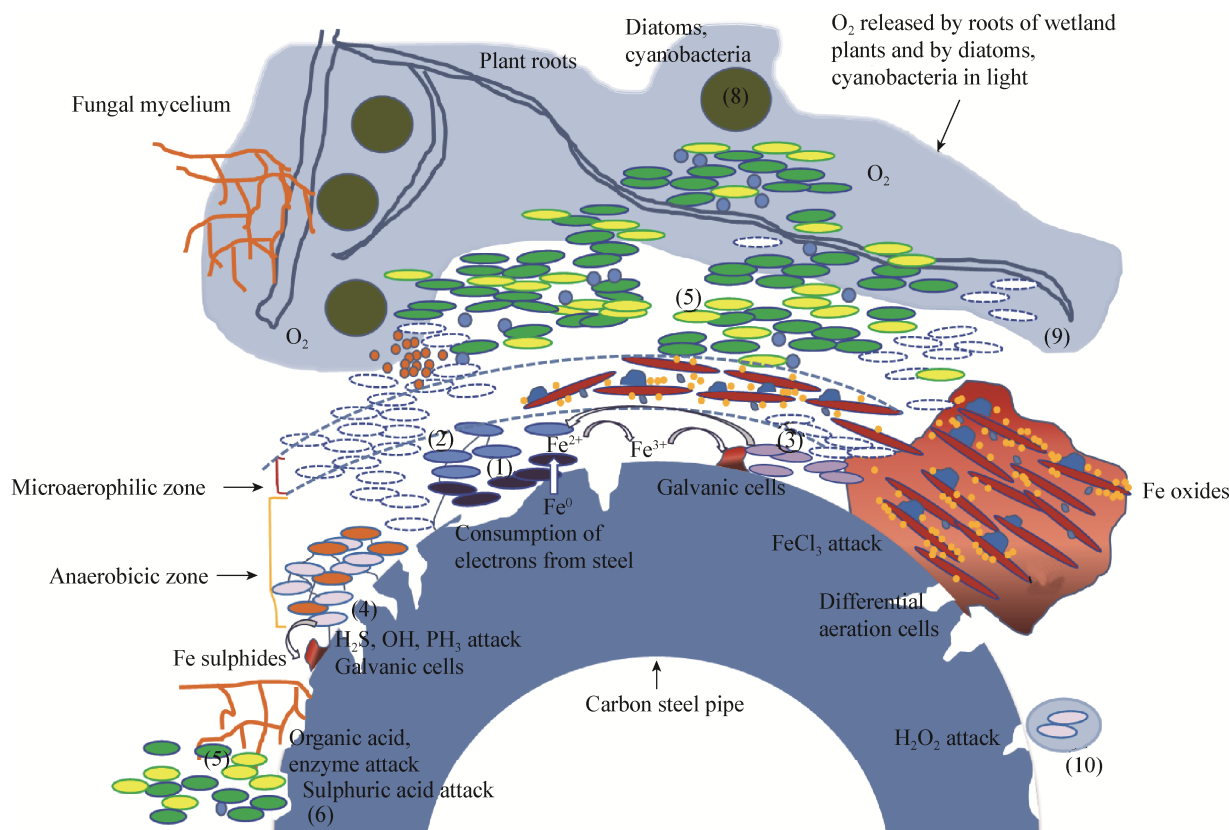 Diatoms,
cyanobacteria
O₂ released by roots of wetland
plants and by diatoms,
cyanobacteria in light
Plant roots
Fungal mycelium
(8)
O₂
(5)
O₂
(9)
(2)
(1)
Fe²⁺
Fe³⁺
(3)
Microaerophilic zone
Galvanic cells
Fe oxides
Fe⁰
Consumption of
electrons from steel
FeCl₃ attack
Anaerobicic zone
(4)
Differential
aeration cells
H₂S, OH, PH₃ attack
Galvanic cells
Fe sulphides
Carbon steel pipe
Organic acid,
enzyme attack
(5)
H₂O₂ attack
(10)
Sulphuric acid attack
(6)